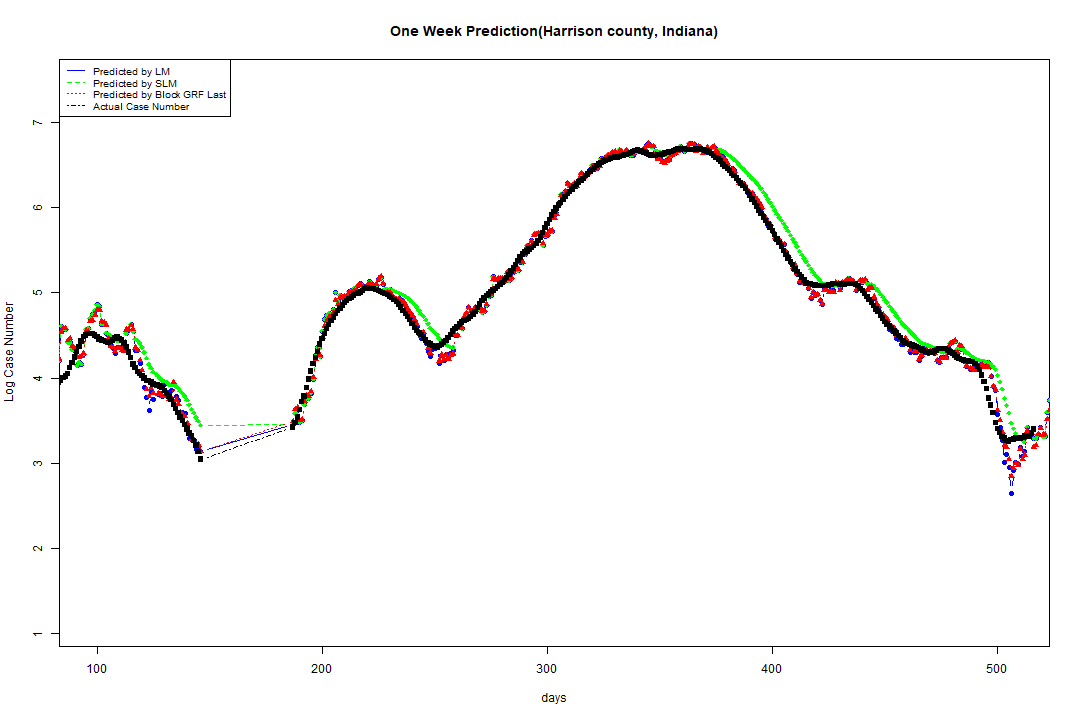 One Week Prediction(Harrison county, Indiana)
Predicted by LM
Predicted by SLM
Predicted by Block GRF Last
Actual Case Number
7
6
5
4
3
2
1
Log Case Number
100 200 300 400 500
days